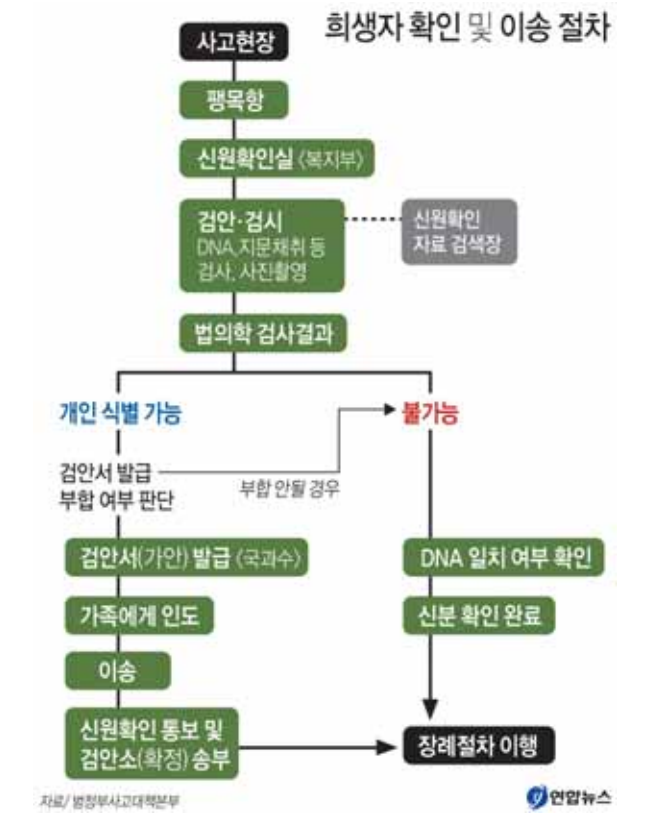 희생자 확인 및 이송 절차
사고현장
팽목항
신원확인실 〈복지부〉
검안·검시
DNA, 지문채취 등
검사, 사진촬영
신원확인
자료 검색장
법의학 검사결과
개인 식별 가능
불가능
검안서 발급
부합 여부 판단
부합 안될 경우
검안서(가안) 발급 〈국과수〉
DNA 일치 여부 확인
가족에게 인도
신분 확인 완료
이송
신원확인 통보 및
검안소(확정) 송부
장례절차 이행
자료/ 범정부사고대책본부
연합뉴스